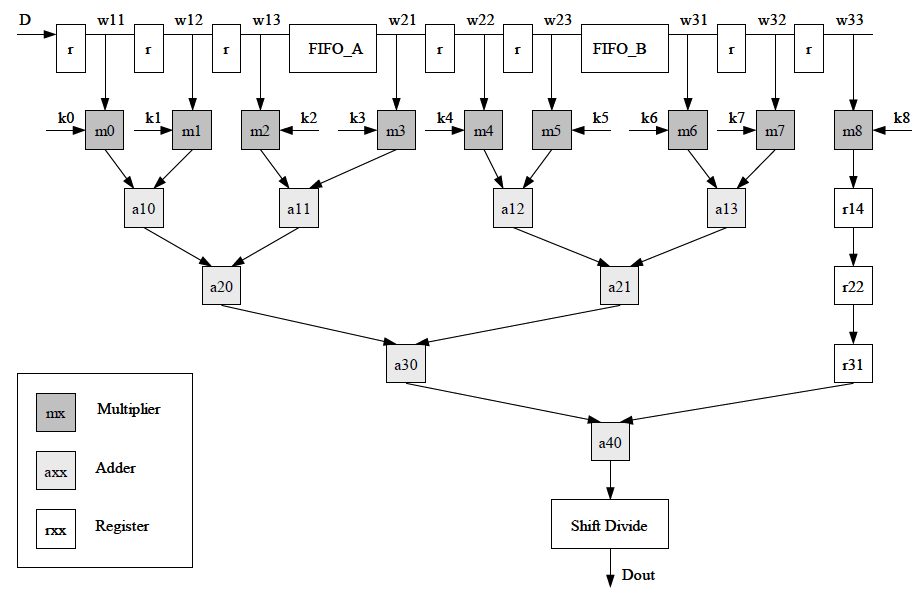 D w11 w12 w13 w21 w22 w23 w31 w32 w33
r r r FIFO_A r r FIFO_B r r
k0 k1 k2 k3 k4 k5 k6 k7 k8
m0 m1 m2 m3 m4 m5 m6 m7 m8
a10 a11 a12 a13 r14
a20 a21 r22
a30 r31
mx Multiplier
a40
axx Adder
rxx Register
Shift Divide
Dout